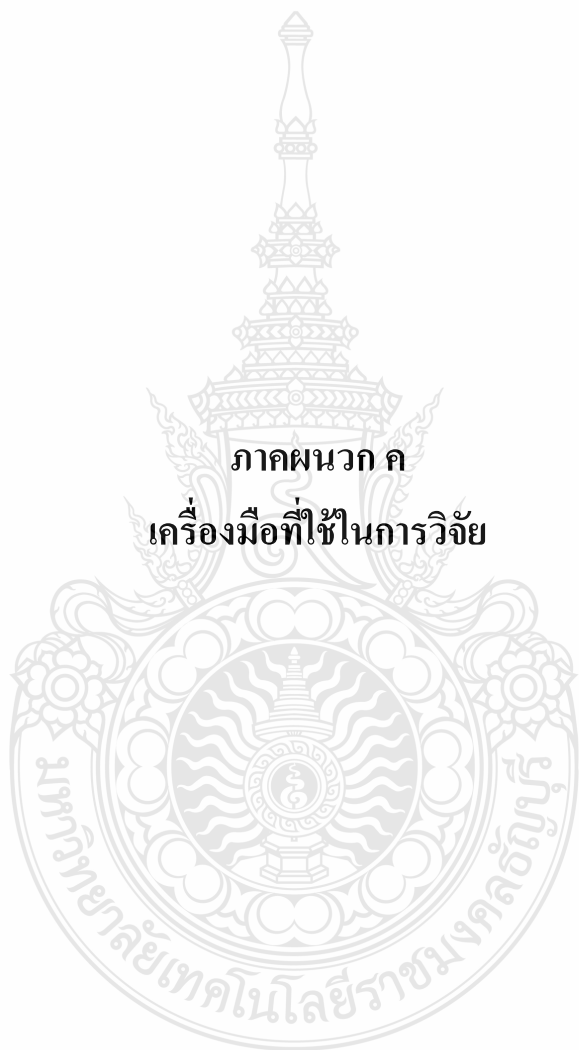 ภาคผนวก ค
เครื่องมือที่ใช้ในการวิจัย
มหาวิทยาลัยเทคโนโลยีราชมงคลธัญบุรี